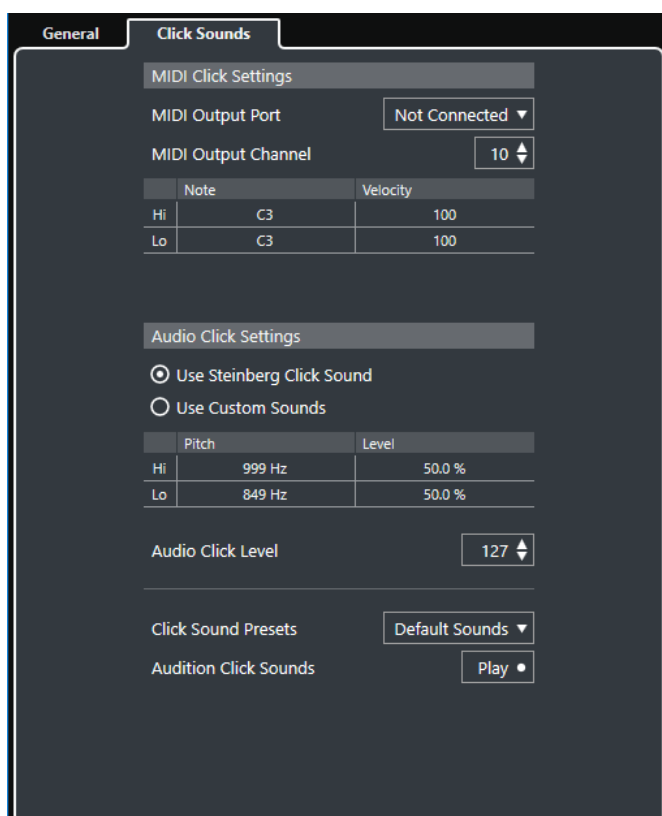 General Click Sounds
MIDI Click Settings
MIDI Output Port Not Connected
MIDI Output Channel 10
Note Velocity
Hi C3 100
Lo C3 100
Audio Click Settings
Use Steinberg Click Sound
Use Custom Sounds
Pitch Level
Hi 999 Hz 50.0 %
Lo 849 Hz 50.0 %
Audio Click Level 127
Click Sound Presets Default Sounds
Audition Click Sounds Play